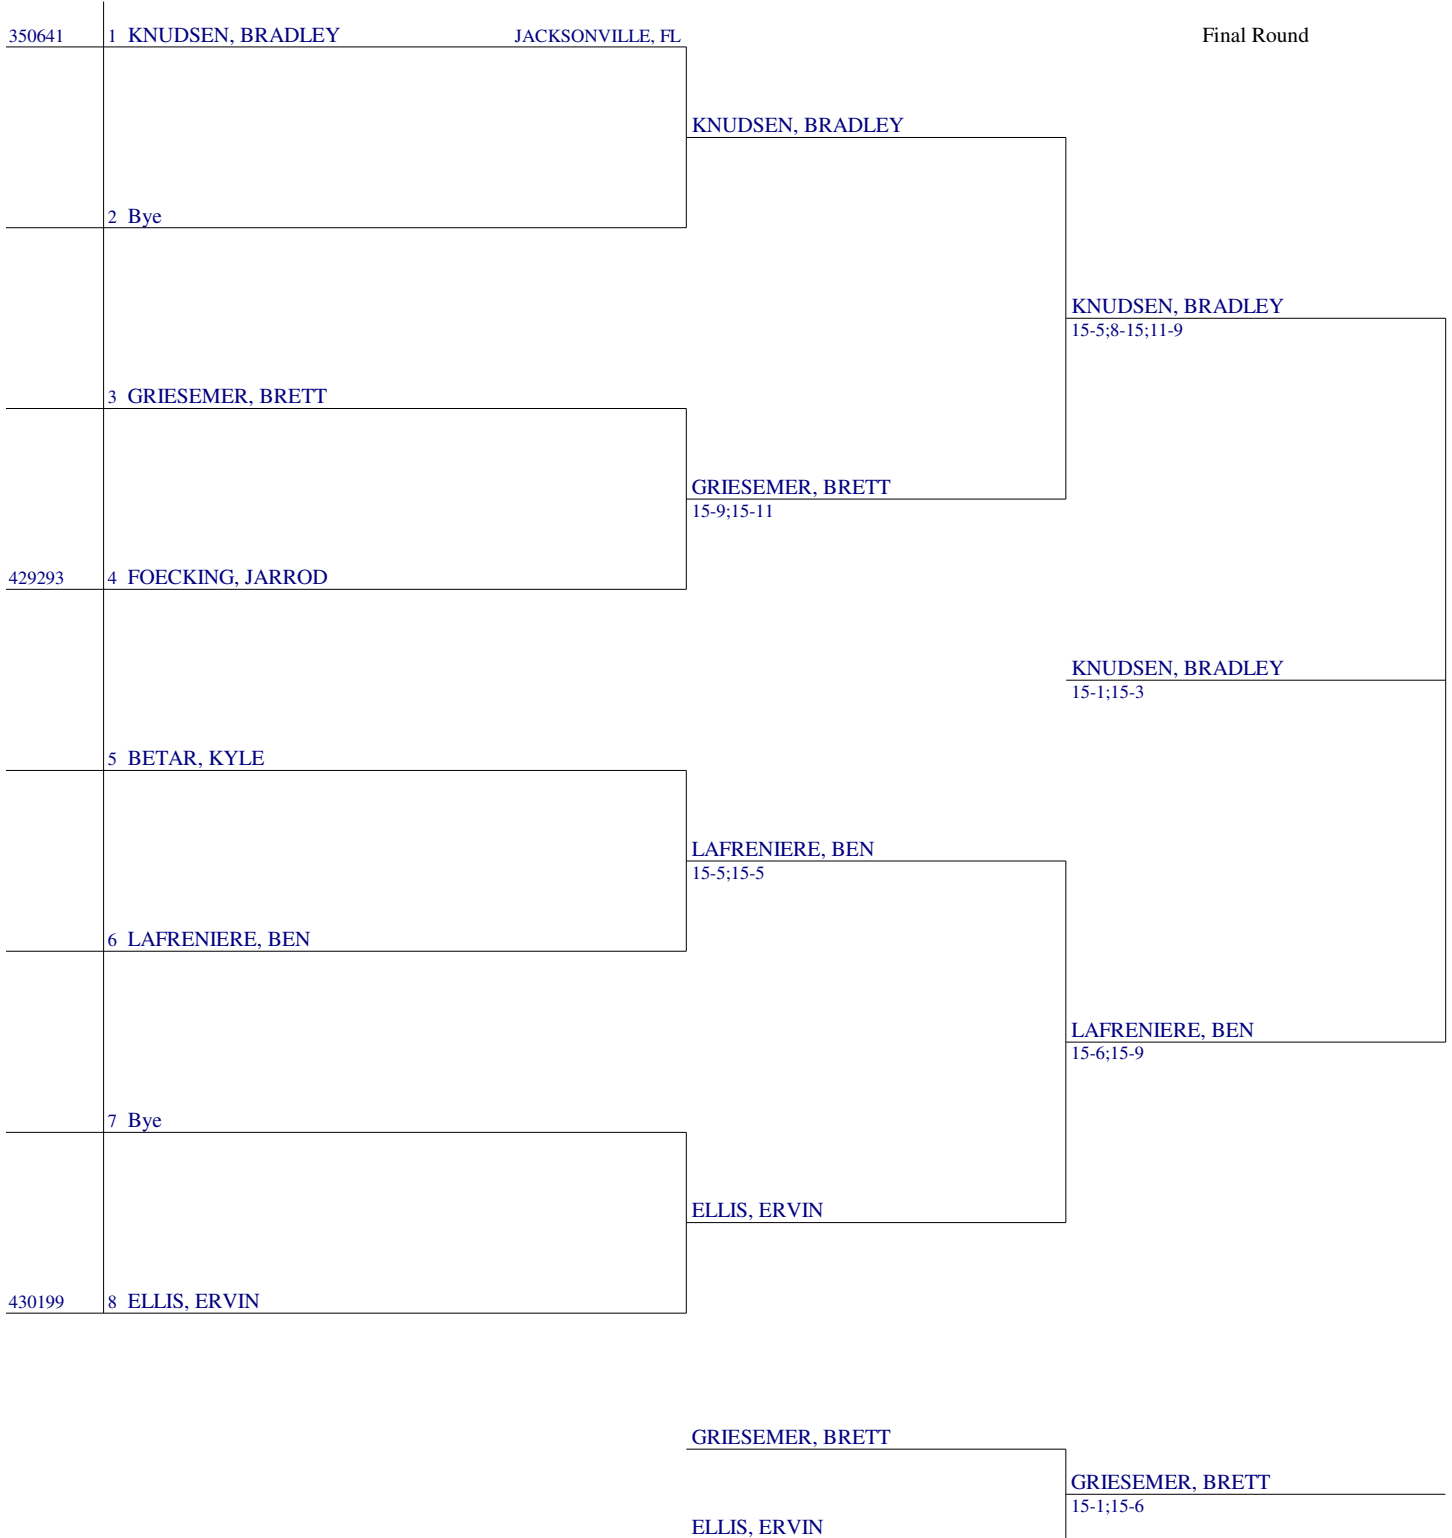 350641 1 KNUDSEN, BRADLEY JACKSONVILLE, FL Final Round
KNUDSEN, BRADLEY
2 Bye
KNUDSEN, BRADLEY
15-5;8-15;11-9
3 GRIESEMER, BRETT
GRIESEMER, BRETT
15-9;15-11
429293 4 FOECKING, JARROD
KNUDSEN, BRADLEY
15-1;15-3
5 BETAR, KYLE
LAFRENIERE, BEN
15-5;15-5
6 LAFRENIERE, BEN
LAFRENIERE, BEN
15-6;15-9
7 Bye
ELLIS, ERVIN
430199 8 ELLIS, ERVIN
GRIESEMER, BRETT
GRIESEMER, BRETT
15-1;15-6
ELLIS, ERVIN